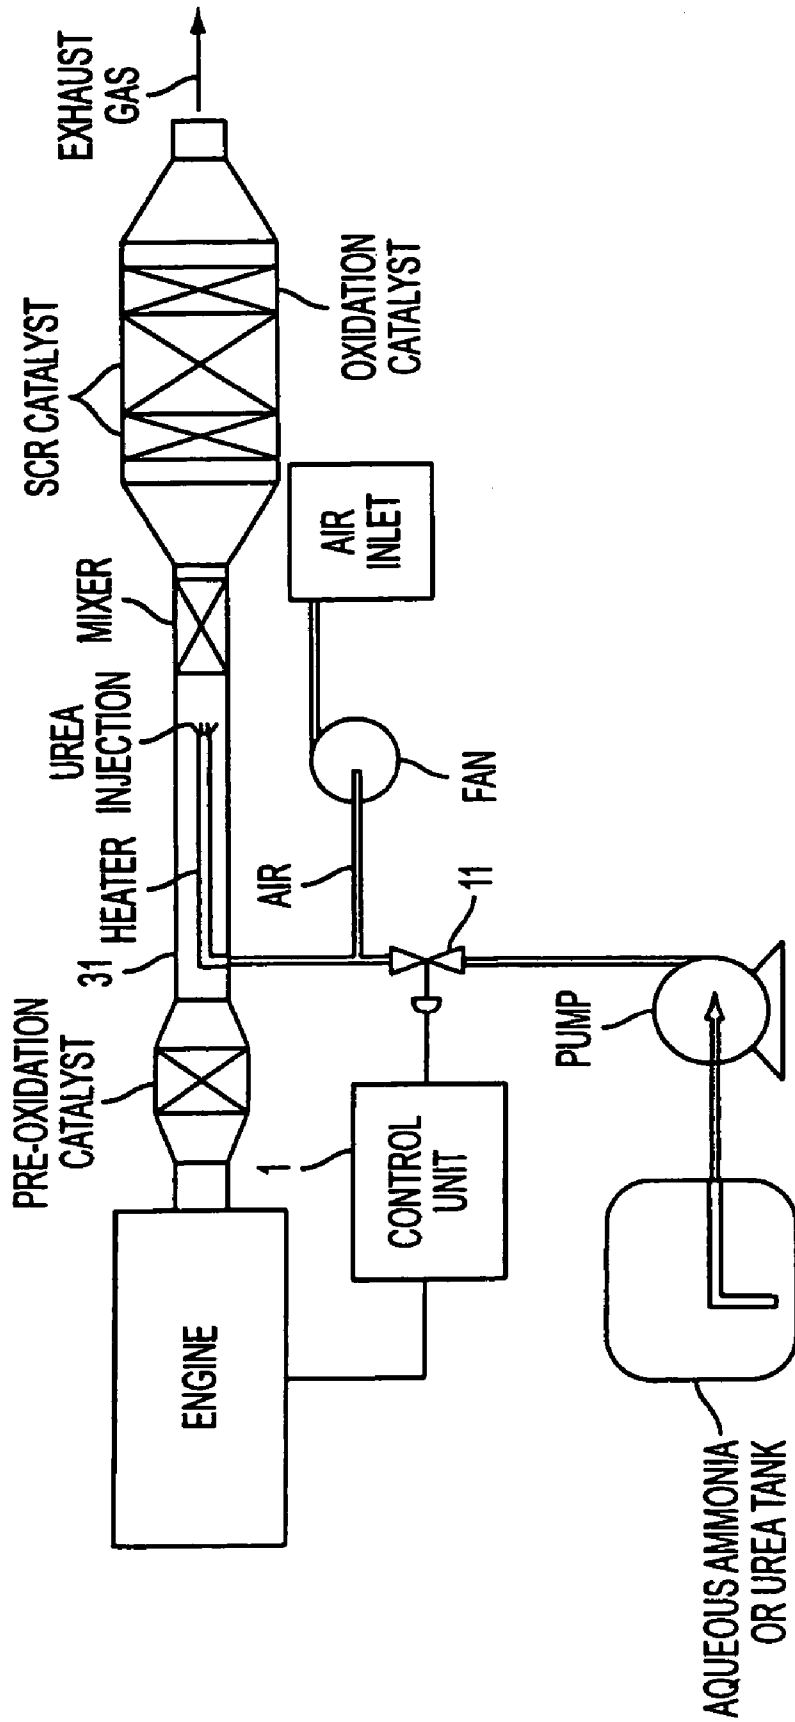 EXHAUST
GAS
SCR CATALYST
OXIDATION
CATALYST
MIXER
AIR
INLET
UREA
INJECTION
HEATER
FAN
AIR
31
11
PRE-OXIDATION
CATALYST
PUMP
1
CONTROL
UNIT
ENGINE
AQUEOUS AMMONIA
OR UREA TANK